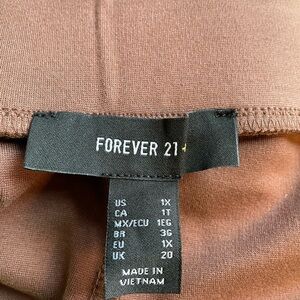 FOREVER 21+
US 1X
CA 1T
MX/ECU 1EG
BR 3G
EU 1X
UK 20
MADE IN
VIETNAM